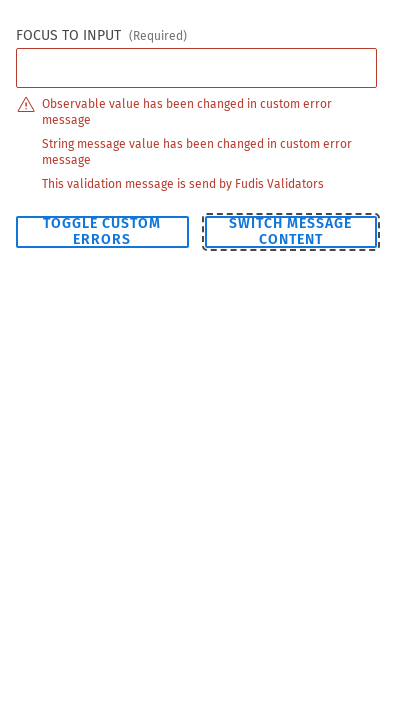 FOCUS TO INPUT (Required)
Observable value has been changed in custom error
message
String message value has been changed in custom error
message
This validation message is send by Fudis Validators
TOGGLE CUSTOM
ERRORS
SWITCH MESSAGE
CONTENT